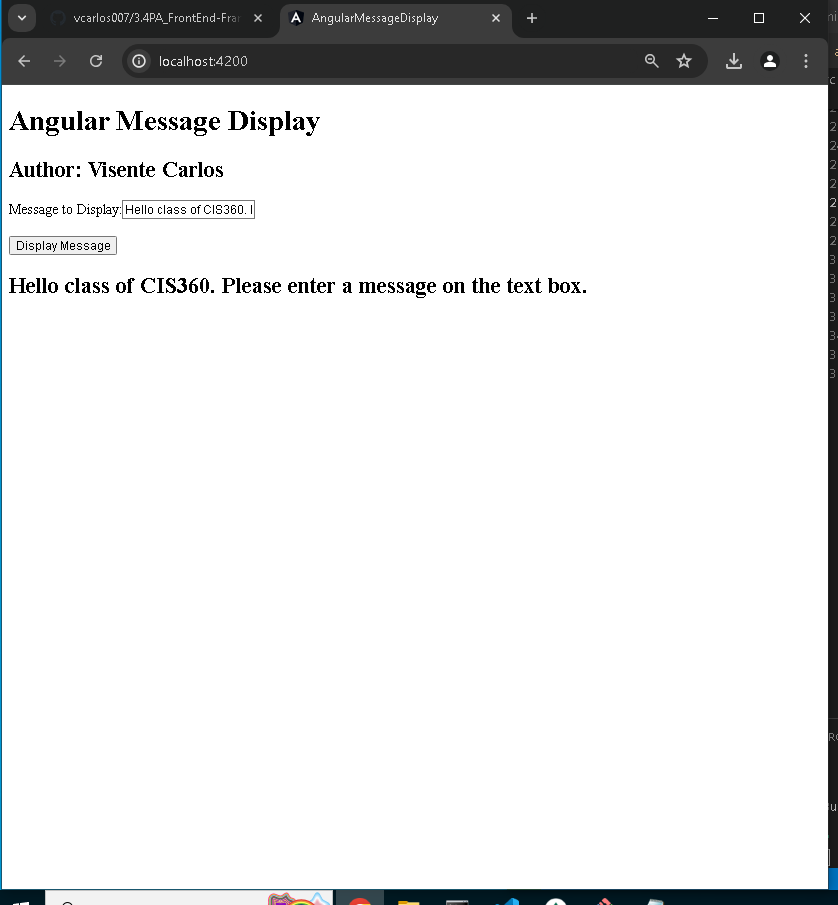 vcarlos007/3.4PA_FrontEnd-Fra
AngularMessageDisplay
localhost:4200
Angular Message Display
Author: Visente Carlos
Message to Display: Hello class of CIS360.
Display Message
Hello class of CIS360. Please enter a message on the text box.